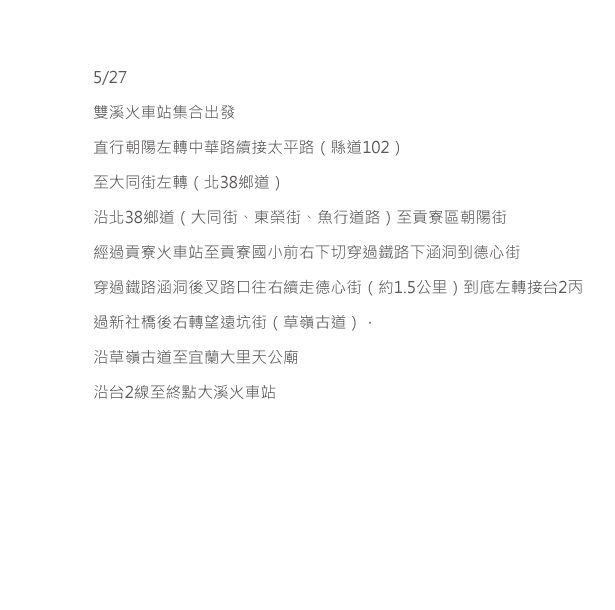 5/27
雙溪火車站集合出發
直行朝陽左轉中華路續接太平路（縣道102）
至大同街左轉（北38鄉道）
沿北38鄉道（大同街、東榮街、魚行道路）至貢寮區朝陽街
經過貢寮火車站至貢寮國小前右下切穿過鐵路下涵洞到德心街
穿過鐵路涵洞後叉路口往右續走德心街（約1.5公里）到底左轉接台2丙
過新社橋後右轉望遠坑街（草嶺古道）．
沿草嶺古道至宜蘭大里天公廟
沿台2線至終點大溪火車站